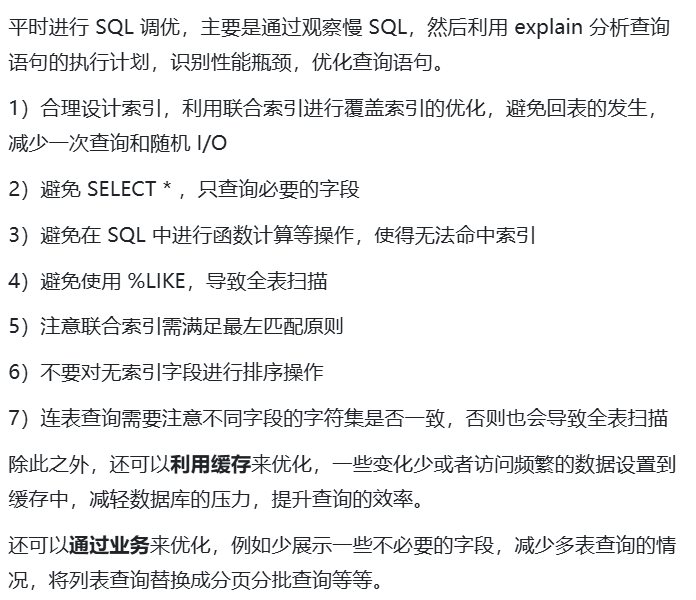 平时进行 SQL 调优，主要是通过观察慢 SQL，然后利用 explain 分析查询
语句的执行计划，识别性能瓶颈，优化查询语句。
1）合理设计索引，利用联合索引进行覆盖索引的优化，避免回表的发生，
减少一次查询和随机 I/O
2）避免 SELECT * ，只查询必要的字段
3）避免在 SQL 中进行函数计算等操作，使得无法命中索引
4）避免使用 %LIKE，导致全表扫描
5）注意联合索引需满足最左匹配原则
6）不要对无索引字段进行排序操作
7）连表查询需要注意不同字段的字符集是否一致，否则也会导致全表扫描
除此之外，还可以利用缓存来优化，一些变化少或者访问频繁的数据设置到
缓存中，减轻数据库的压力，提升查询的效率。
还可以通过业务来优化，例如少展示一些不必要的字段，减少多表查询的情
况，将列表查询替换成分页分批查询等等。